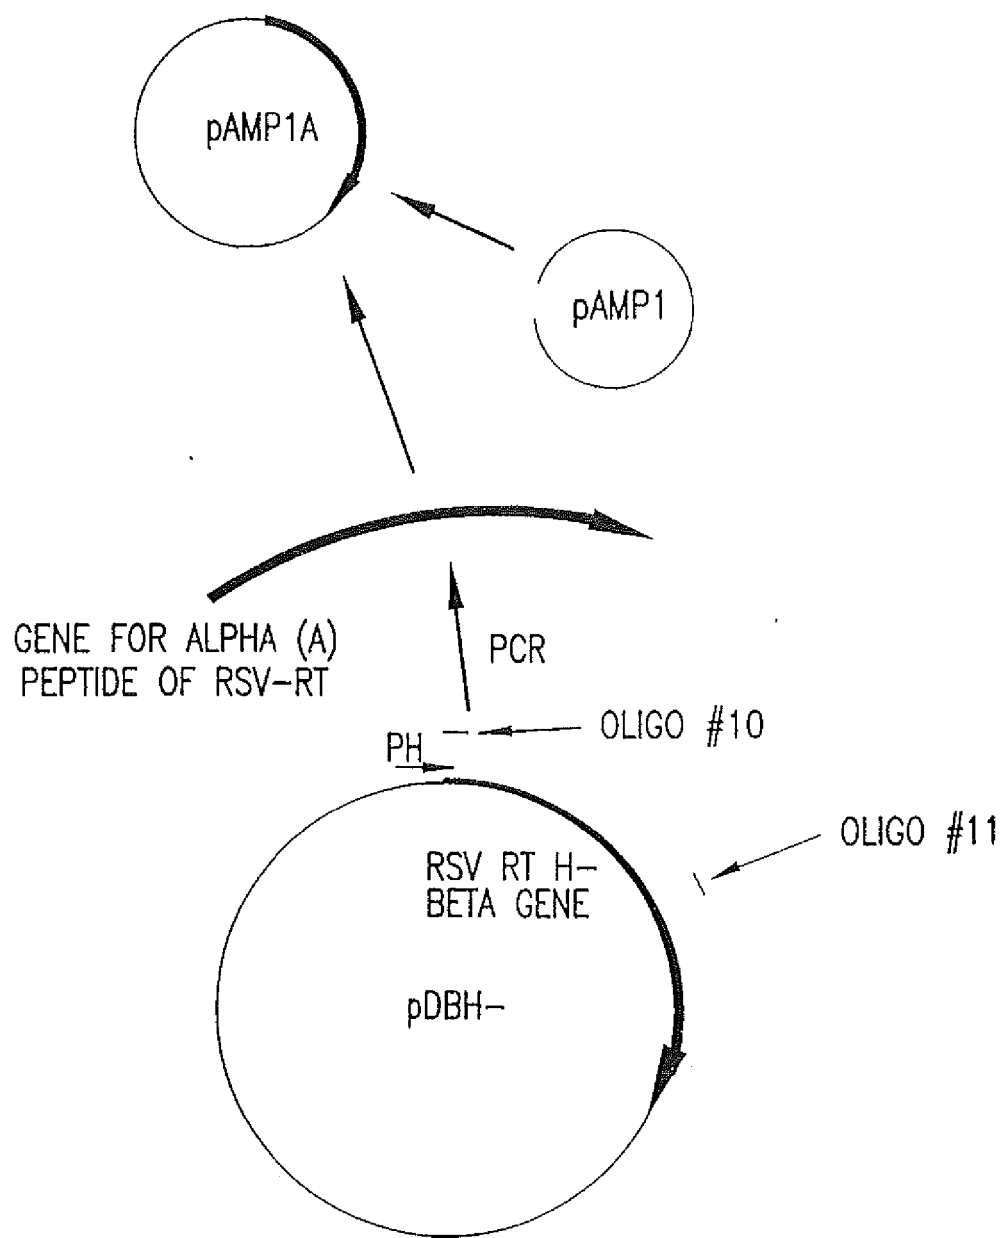 pAMP1A
pAMP1
GENE FOR ALPHA (A)
PEPTIDE OF RSV-RT
PCR
OLIGO #10
PH
OLIGO #11
RSV RT H-
BETA GENE
pDBH-